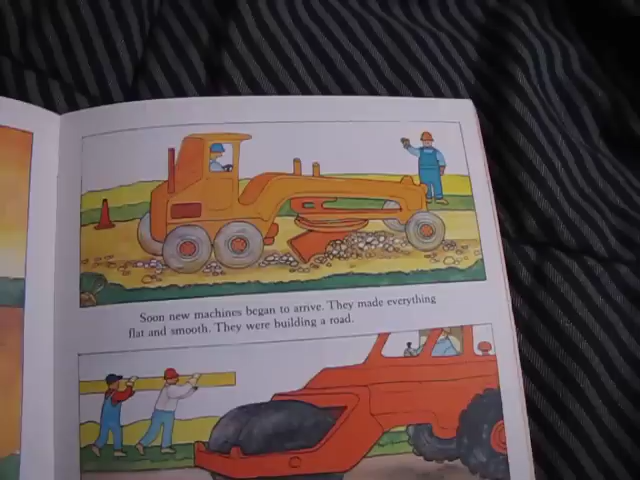 Soon new machines began to arrive. They made everything
flat and smooth. They were building a road.